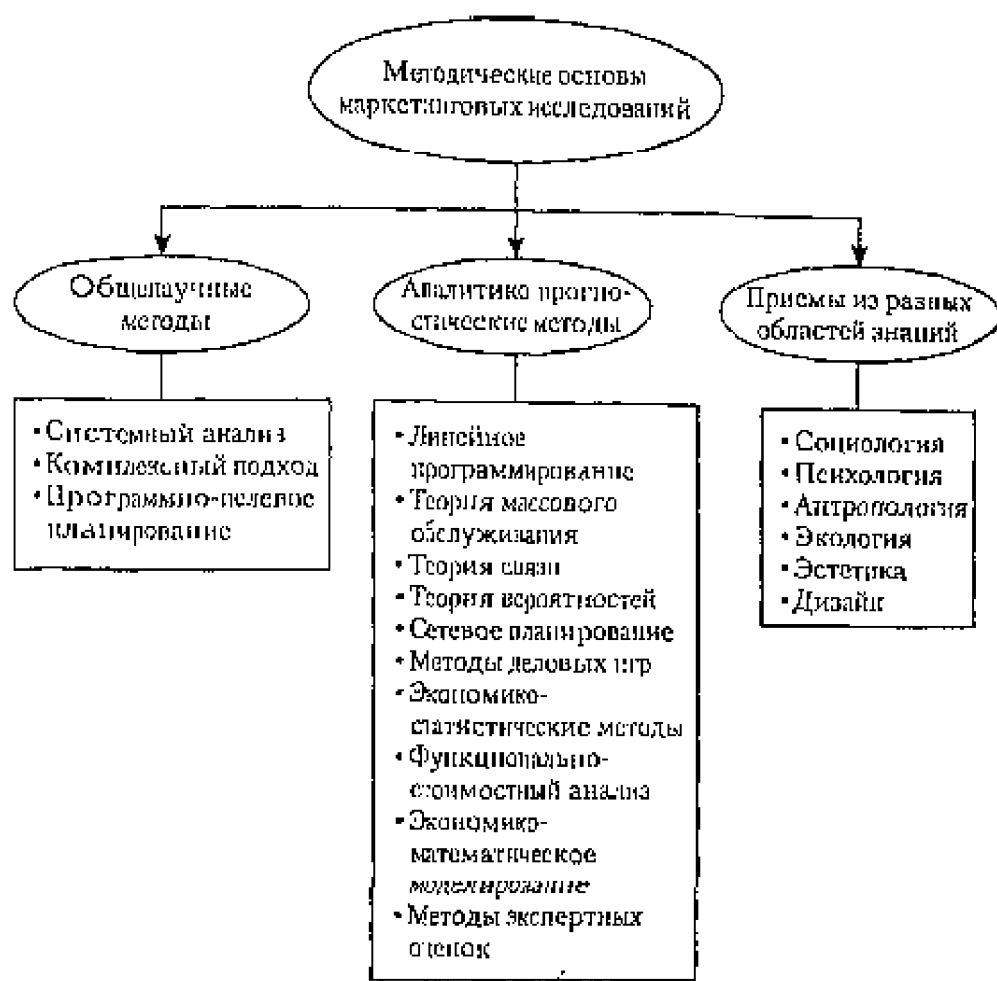 Методические основы
маркетинговых исследований
Общенаучные
методы
Аналитико прогно-
стические методы
Приемы из разных
областей знаний
• Системный анализ
• Комплексный подход
• Программно-целевое
планирование
• Линейное
программирование
• Теория массового
обслуживания
• Теория связи
• Теория вероятностей
• Сетевое планирование
• Методы деловых игр
• Экономико-
статистические методы
• Функционально-
стоимостный анализ
• Экономико-
математическое
моделирование
• Методы экспертных
оценок
• Социология
• Психология
• Антропология
• Экология
• Эстетика
• Дизайн